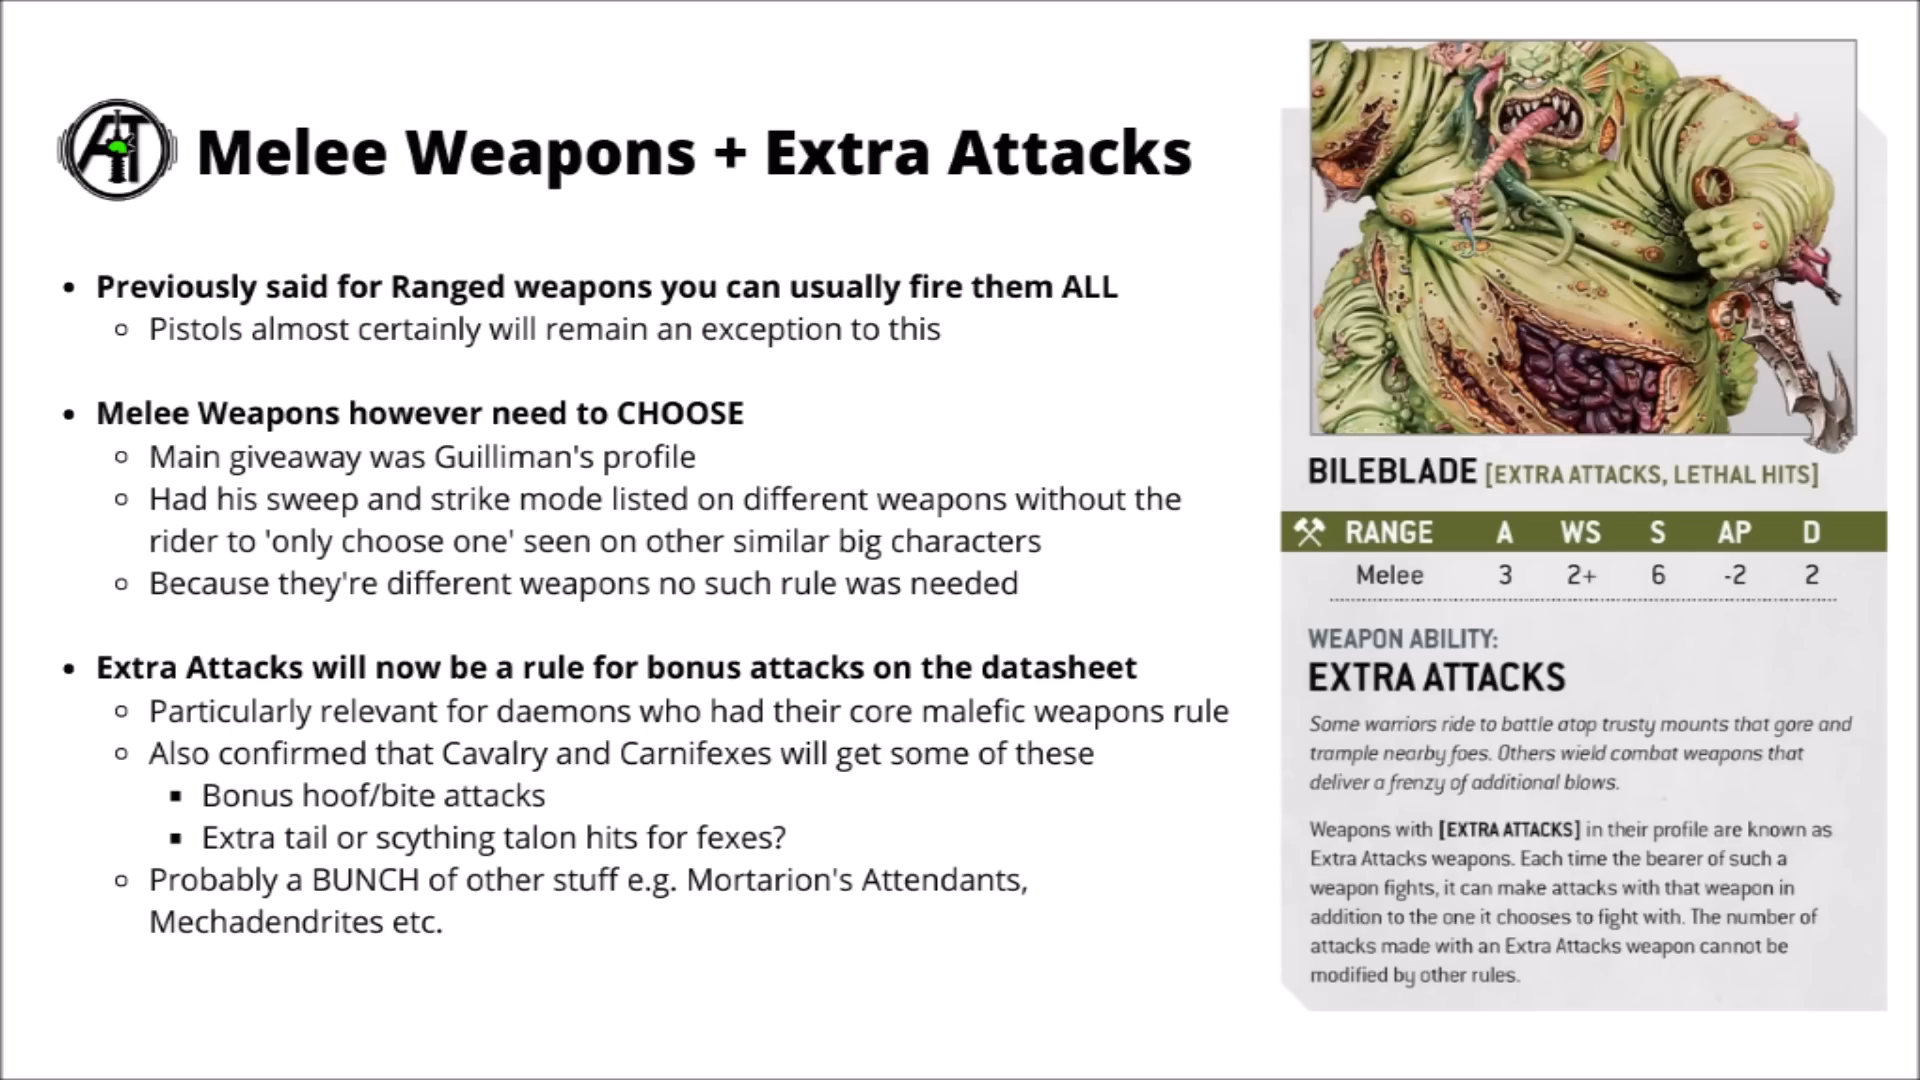 AT
Melee Weapons + Extra Attacks
• Previously said for Ranged weapons you can usually fire them ALL
◦ Pistols almost certainly will remain an exception to this
• Melee Weapons however need to CHOOSE
◦ Main giveaway was Guilliman's profile
◦ Had his sweep and strike mode listed on different weapons without the
rider to 'only choose one' seen on other similar big characters
◦ Because they're different weapons no such rule was needed
• Extra Attacks will now be a rule for bonus attacks on the datasheet
◦ Particularly relevant for daemons who had their core malefic weapons rule
◦ Also confirmed that Cavalry and Carnifexes will get some of these
▪ Bonus hoof/bite attacks
▪ Extra tail or scything talon hits for fexes?
◦ Probably a BUNCH of other stuff e.g. Mortarion's Attendants,
Mechadendrites etc.
BILEBLADE [EXTRA ATTACKS, LETHAL HITS]
RANGE A WS S AP D
Melee 3 2+ 6 -2 2
WEAPON ABILITY:
EXTRA ATTACKS
Some warriors ride to battle atop trusty mounts that gore and
trample nearby foes. Others wield combat weapons that
deliver a frenzy of additional blows.
Weapons with [EXTRA ATTACKS] in their profile are known as
Extra Attacks weapons. Each time the bearer of such a
weapon fights, it can make attacks with that weapon in
addition to the one it chooses to fight with. The number of
attacks made with an Extra Attacks weapon cannot be
modified by other rules.